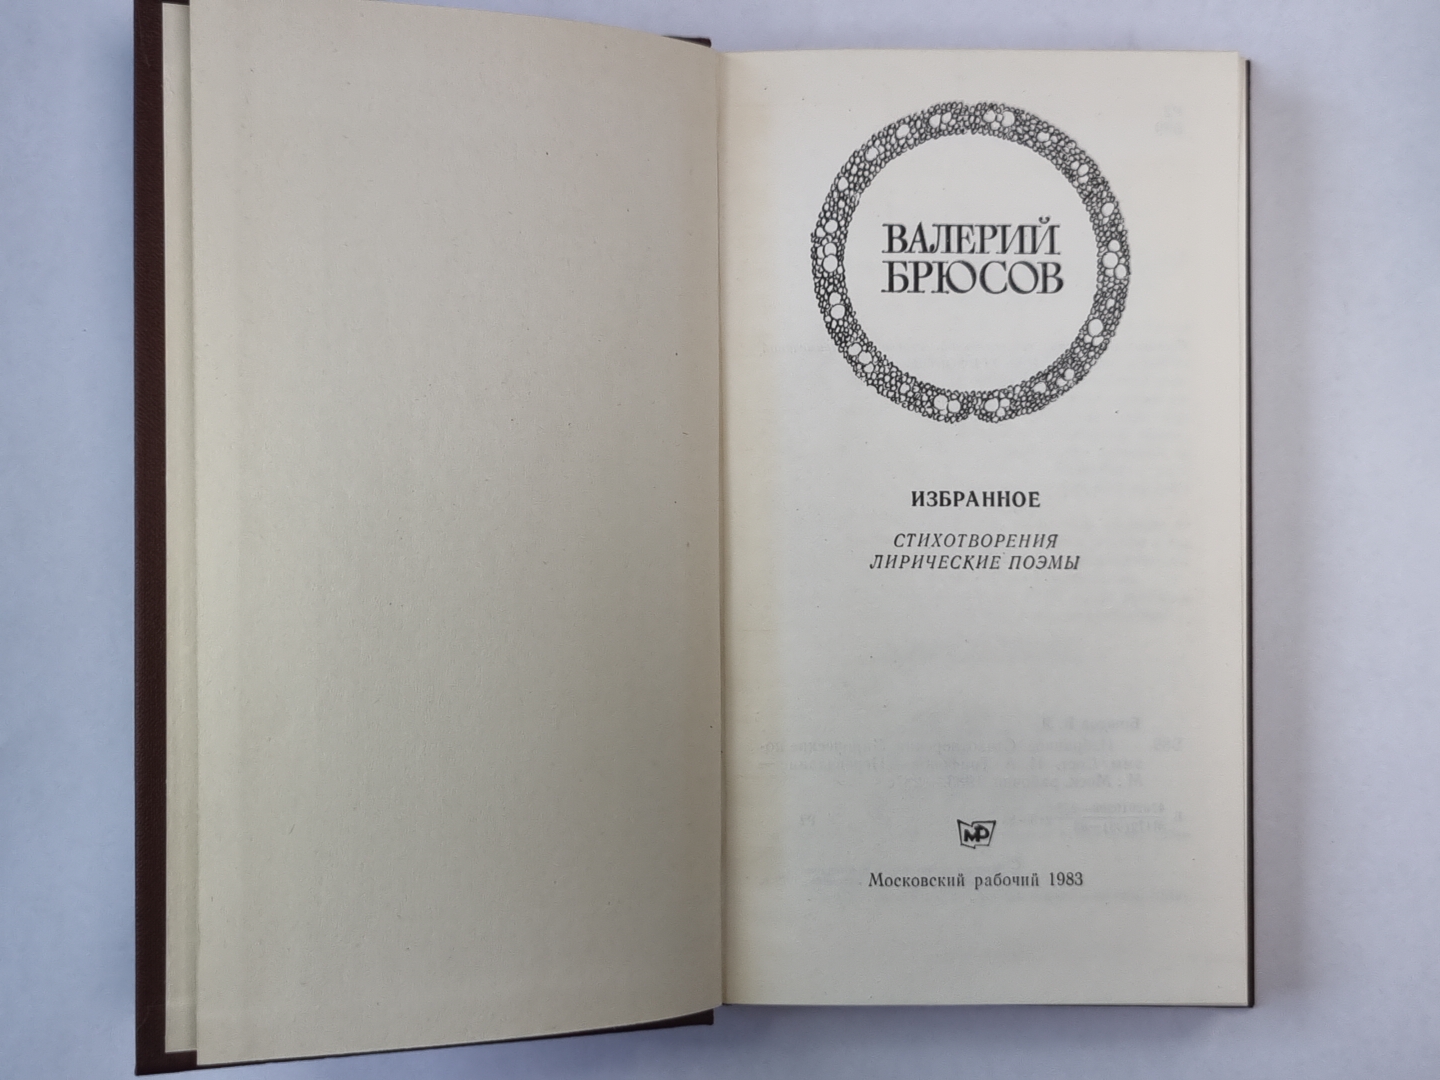 ВАЛЕРИЙ
БРЮСОВ
ИЗБРАННОЕ
СТИХОТВОРЕНИЯ
ЛИРИЧЕСКИЕ ПОЭМЫ
МР
Московский рабочий 1983